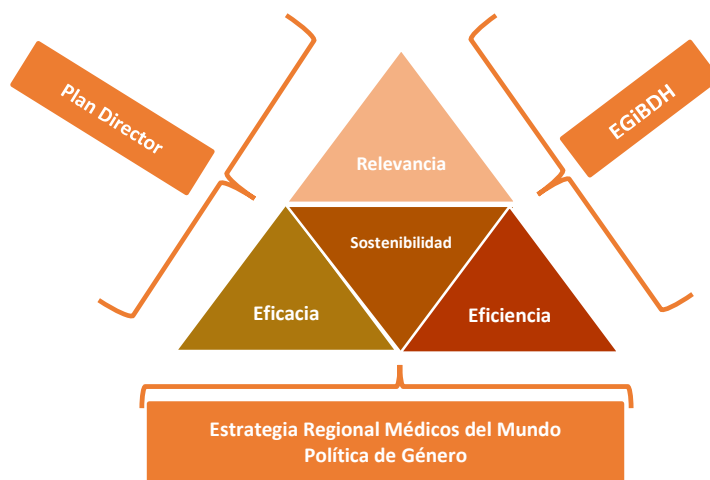 Plan Director
EGiBDH
Relevancia
Sostenibilidad
Eficacia
Eficiencia
Estrategia Regional Médicos del Mundo
Política de Género